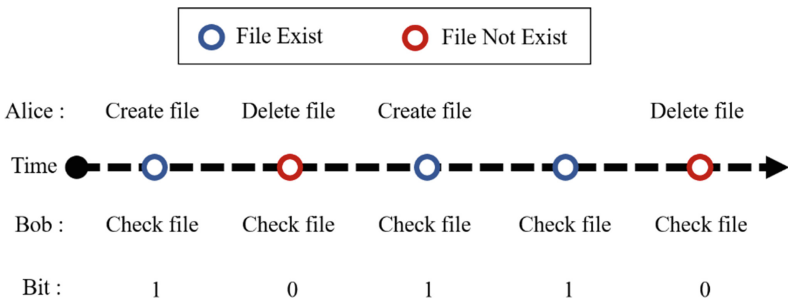 File Exist File Not Exist
Alice : Create file Delete file Create file Delete file
Time
Bob : Check file Check file Check file Check file Check file
Bit : 1 0 1 1 0